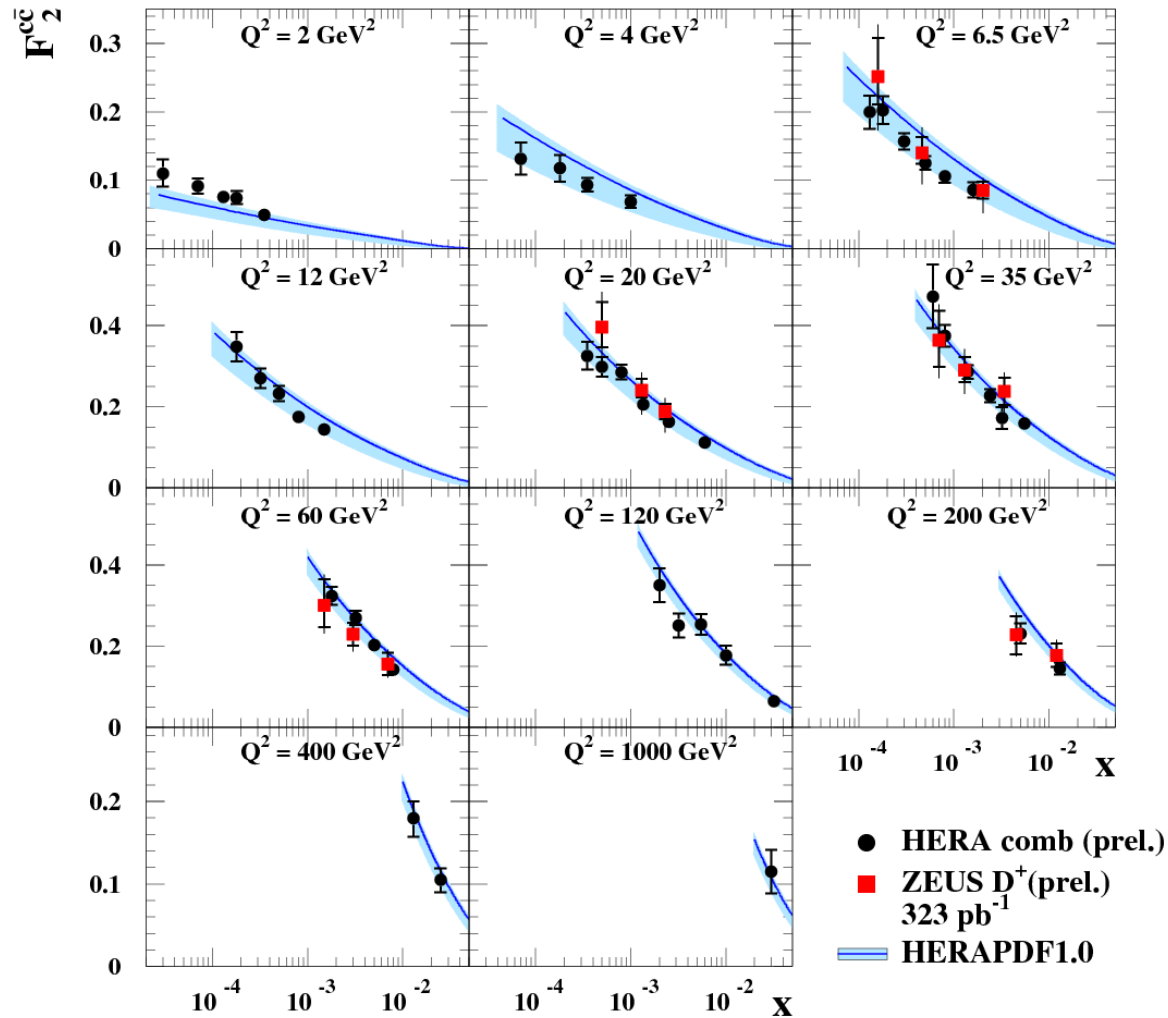 F₂^cc̄
Q² = 2 GeV²
Q² = 4 GeV²
Q² = 6.5 GeV²
0.3
0.2
0.1
0
Q² = 12 GeV²
Q² = 20 GeV²
Q² = 35 GeV²
0.4
0.2
0
Q² = 60 GeV²
Q² = 120 GeV²
Q² = 200 GeV²
0.4
0.2
0
Q² = 400 GeV²
Q² = 1000 GeV²
10⁻⁴ 10⁻³ 10⁻² x
0.2
0.1
0
HERA comb (prel.)
ZEUS D⁺(prel.)
323 pb⁻¹
HERAPDF1.0
10⁻⁴ 10⁻³ 10⁻² 10⁻⁴ 10⁻³ 10⁻² x